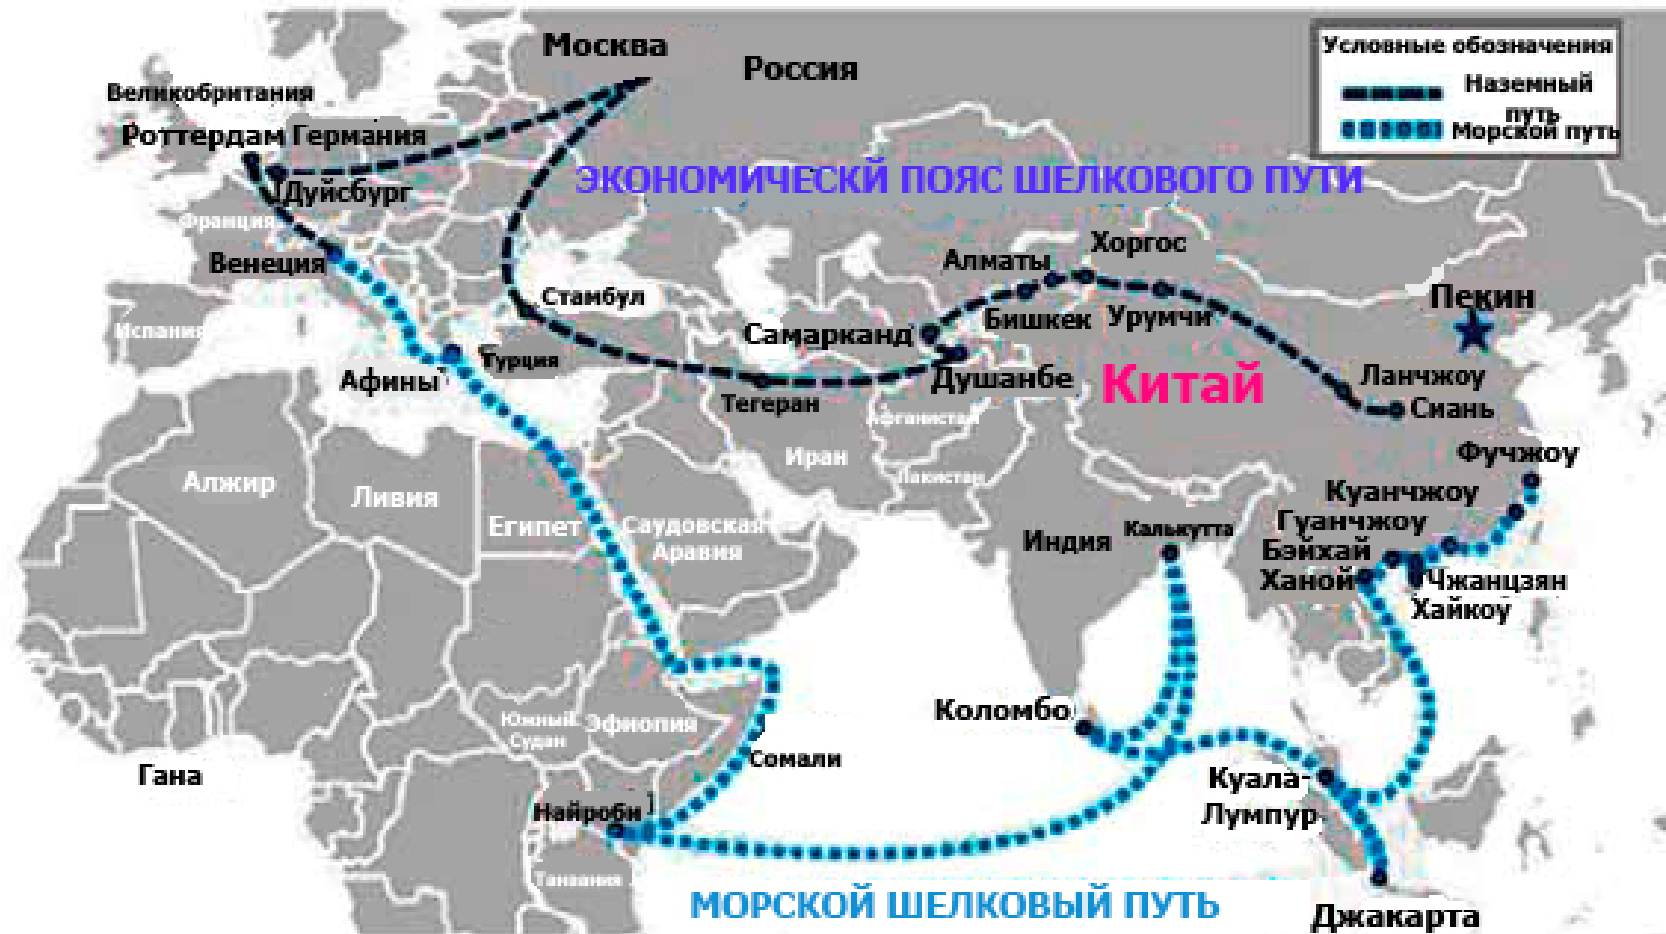 Москва
Россия
Условные обозначения
Наземный
путь
Морской путь
Великобритания
Роттердам Германия
Дуйсбург
ЭКОНОМИЧЕСКЙ ПОЯС ШЕЛКОВОГО ПУТИ
Франция
Венеция
Хоргос
Алматы
Стамбул
Пекин
Испания
Самарканд
Бишкек
Урумчи
Турция
Афины
Душанбе
Китай
Ланчжоу
Тегеран
Сиань
Афганистан
Иран
Пакистан
Фучжоу
Алжир
Ливия
Куанчжоу
Египет
Саудовская
Аравия
Индия
Калькутта
Гуанчжоу
Бэйхай
Ханой
Чжанцзян
Хайкоу
Коломбо
Южный
Судан
Эфиопия
Сомали
Гана
Куала-
Лумпур
Найроби
Танзания
МОРСКОЙ ШЕЛКОВЫЙ ПУТЬ
Джакарта